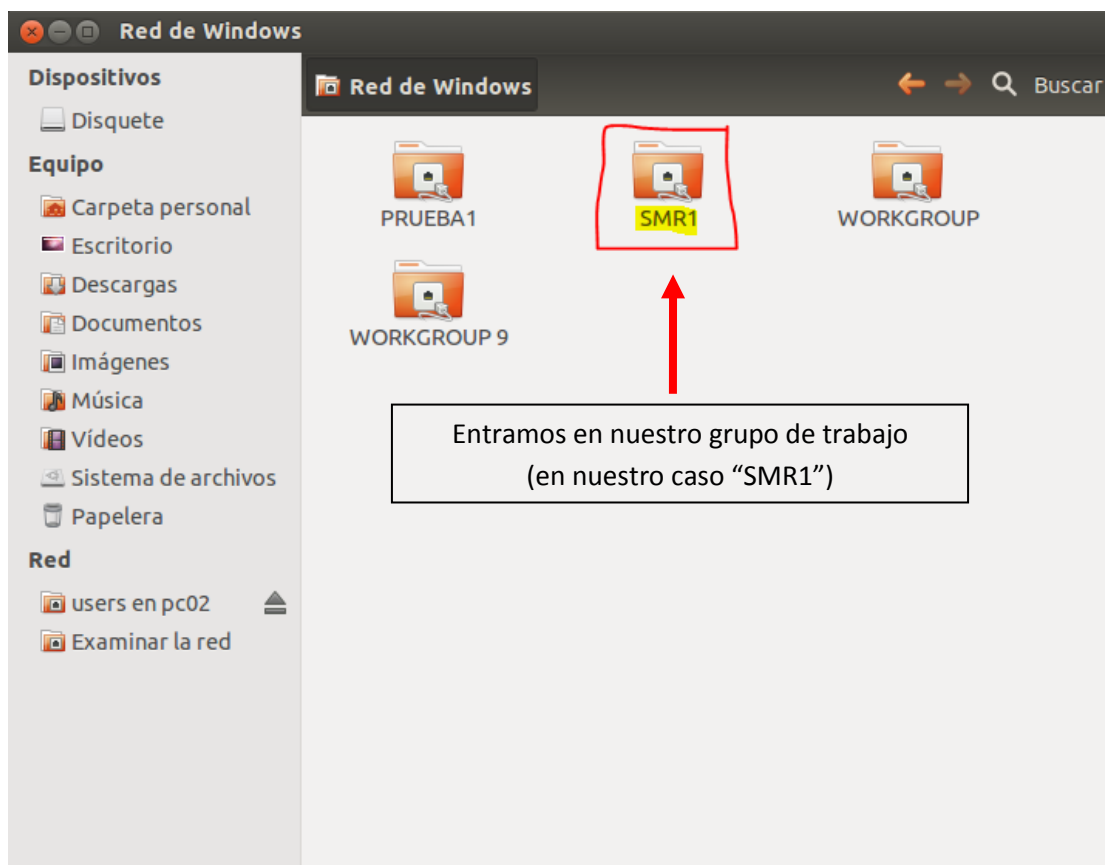 Red de Windows
Dispositivos
Disquete
Equipo
Carpeta personal
Escritorio
Descargas
Documentos
Imágenes
Música
Vídeos
Sistema de archivos
Papelera
Red
users en pc02
Examinar la red
Red de Windows
Buscar
PRUEBA1
SMR1
WORKGROUP
WORKGROUP 9
Entramos en nuestro grupo de trabajo
(en nuestro caso “SMR1”)